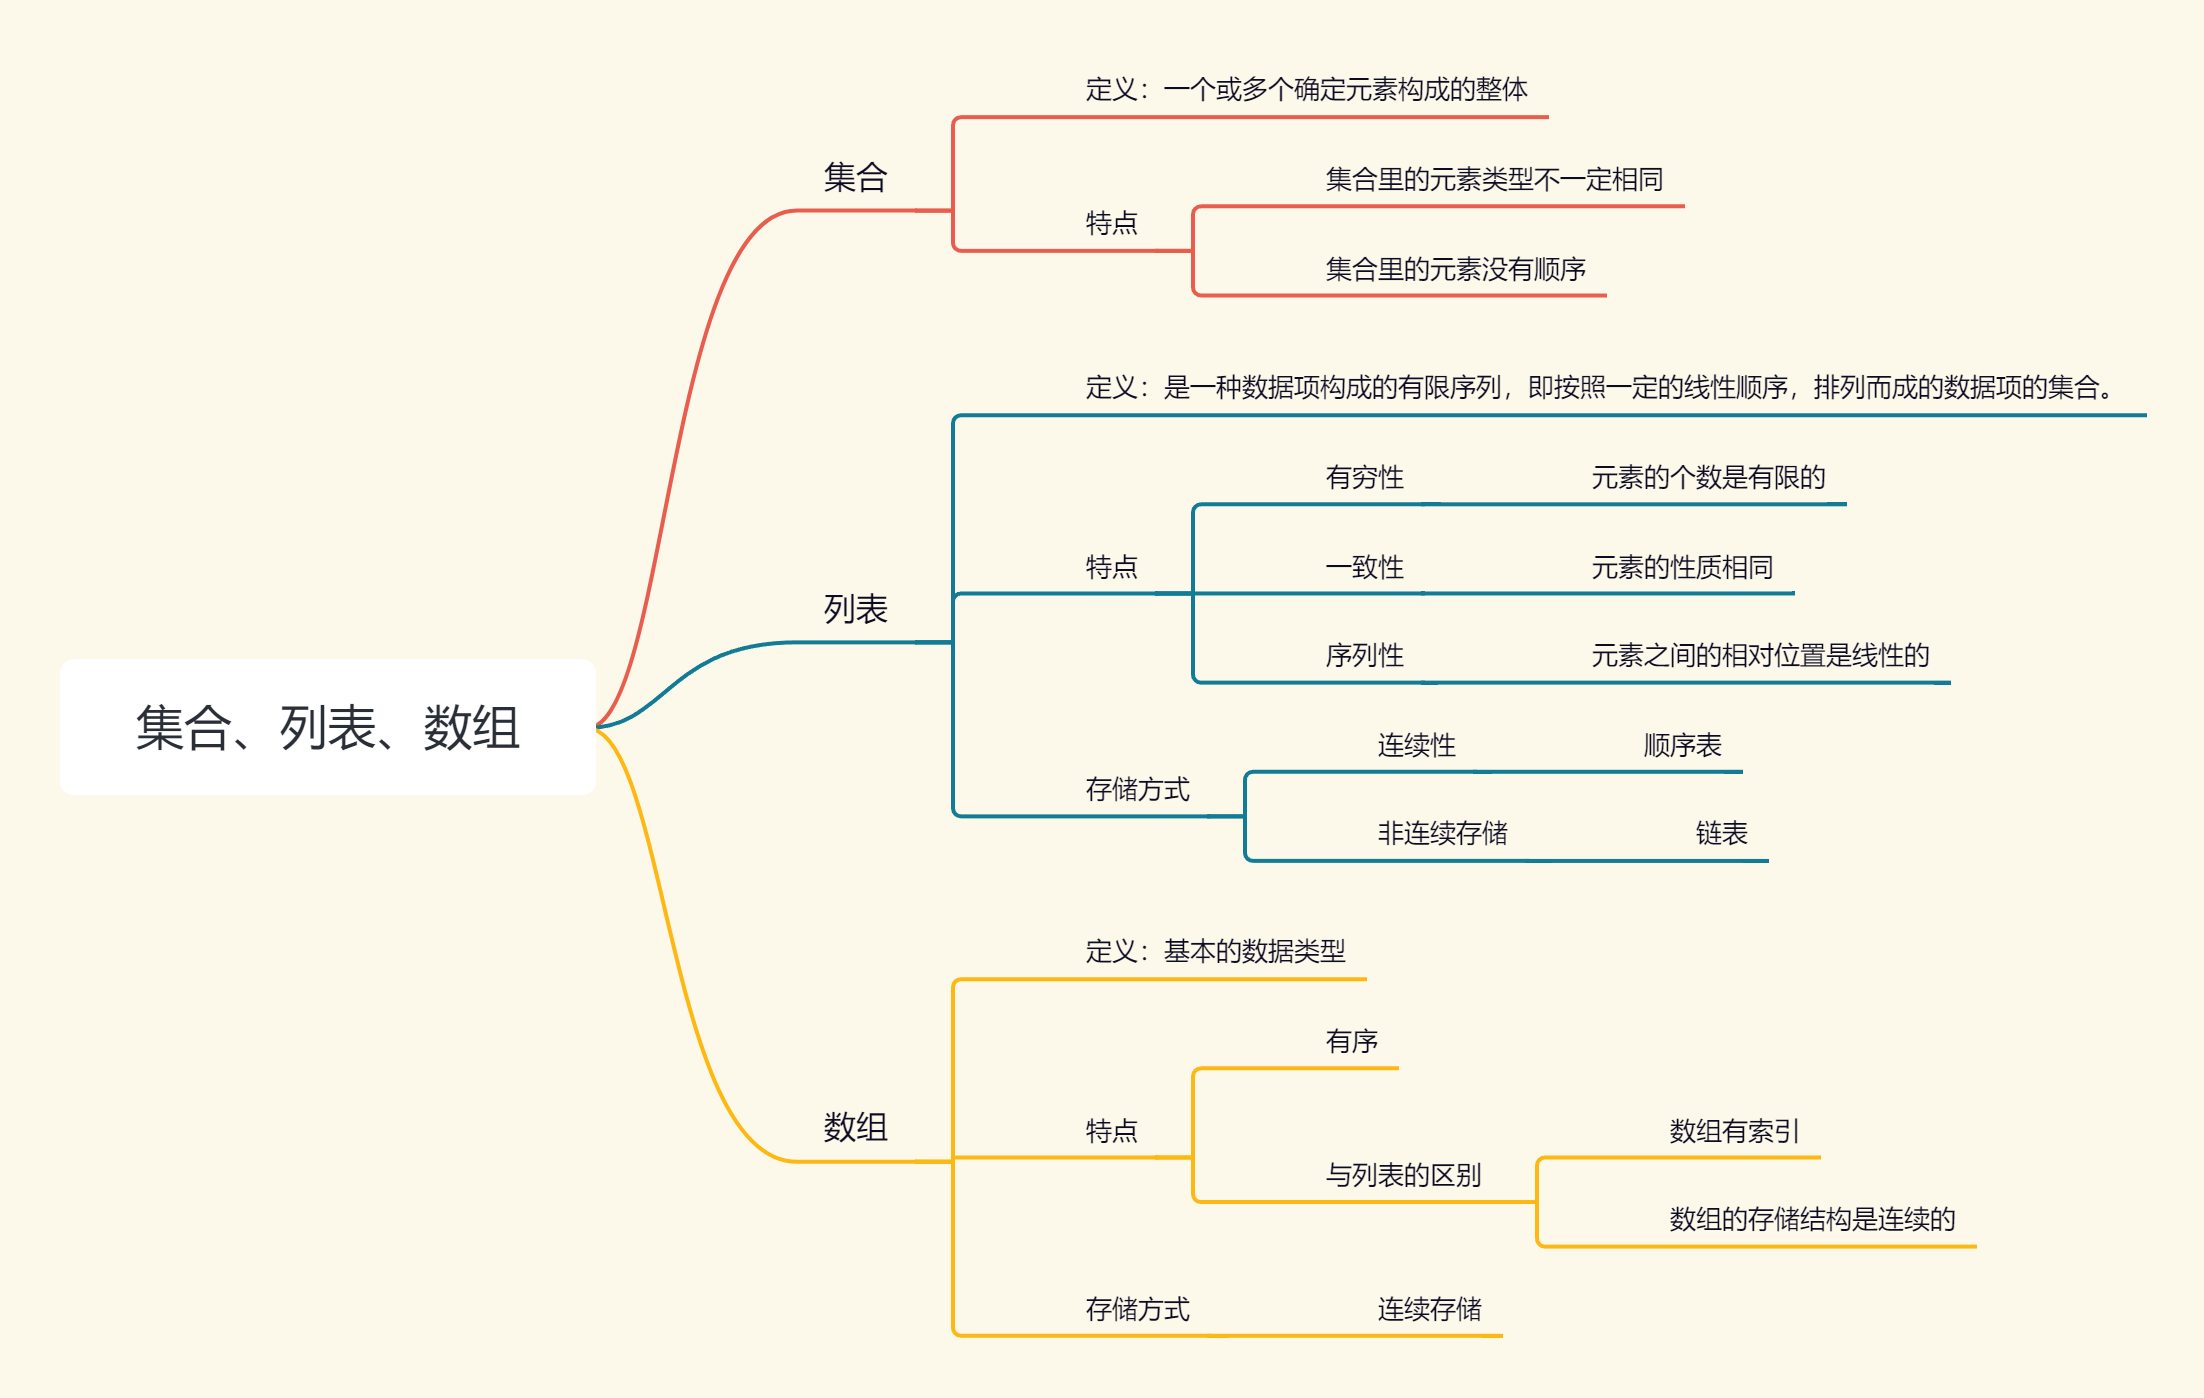 集合、列表、数组
集合
定义：一个或多个确定元素构成的整体
特点
集合里的元素类型不一定相同
集合里的元素没有顺序
列表
定义：是一种数据项构成的有限序列，即按照一定的线性顺序，排列而成的数据项的集合。
特点
有穷性
元素的个数是有限的
一致性
元素的性质相同
序列性
元素之间的相对位置是线性的
存储方式
连续性
顺序表
非连续存储
链表
数组
定义：基本的数据类型
特点
有序
与列表的区别
数组有索引
数组的存储结构是连续的
存储方式
连续存储